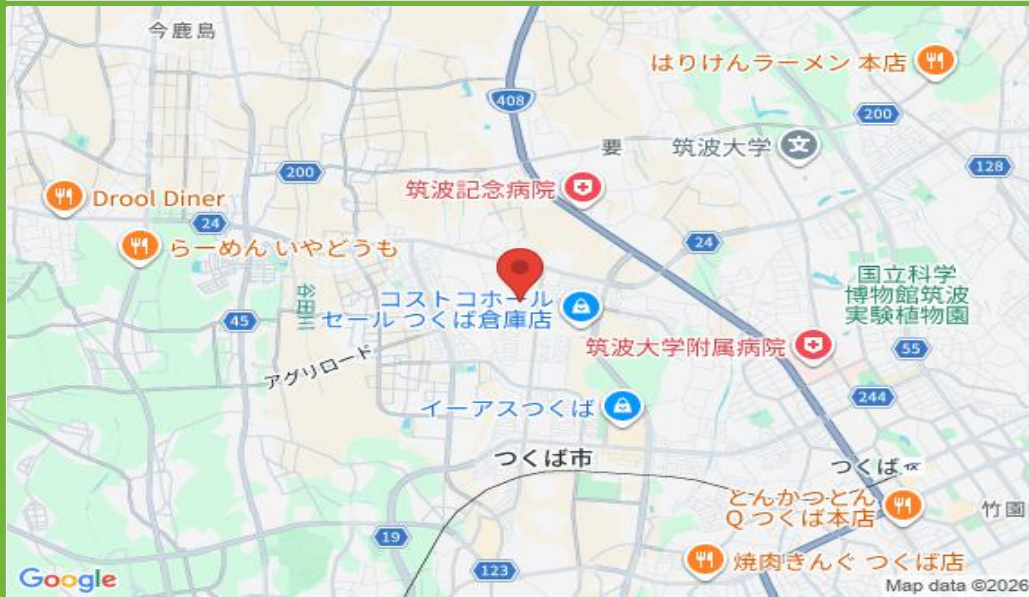 今鹿島
はりけんラーメン 本店
408
200
要
筑波大学
文
128
200
筑波記念病院
Drool Diner
24
24
らーめん いやどうも
国立科学
博物館筑波
実験植物園
谷田川
コストコホール
セール つくば倉庫店
45
筑波大学附属病院
55
アグリロード
244
イーアスつくば
つくば市
つくば
とんかつとん
Q つくば本店
竹園
19
焼肉きんぐ つくば店
123
Google
Map data ©2026